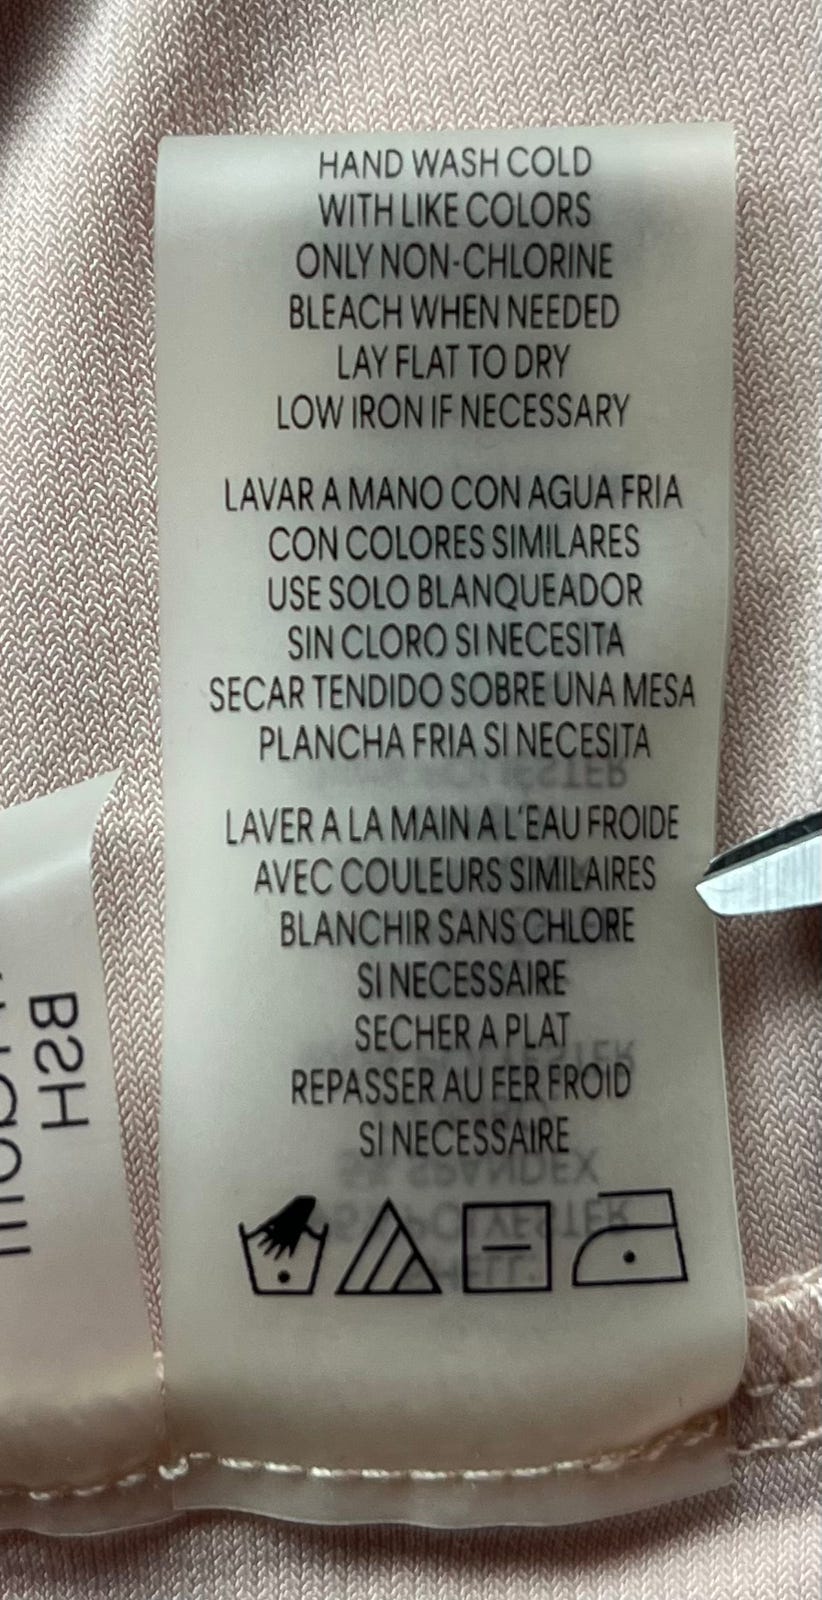 HAND WASH COLD
WITH LIKE COLORS
ONLY NON-CHLORINE
BLEACH WHEN NEEDED
LAY FLAT TO DRY
LOW IRON IF NECESSARY
LAVAR A MANO CON AGUA FRIA
CON COLORES SIMILARES
USE SOLO BLANQUEADOR
SIN CLORO SI NECESITA
SECAR TENDIDO SOBRE UNA MESA
PLANCHA FRIA SI NECESITA
LAVER A LA MAIN A L'EAU FROIDE
AVEC COULEURS SIMILAIRES
BLANCHIR SANS CHLORE
SI NECESSAIRE
SECHER A PLAT
REPASSER AU FER FROID
SI NECESSAIRE
BSH